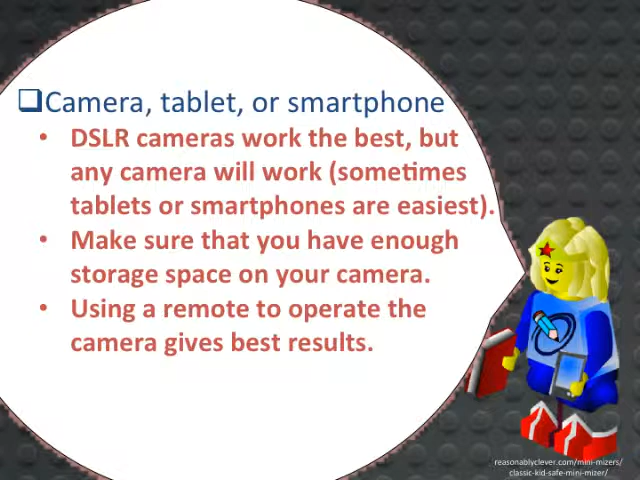 ❑Camera, tablet, or smartphone
• DSLR cameras work the best, but
any camera will work (sometimes
tablets or smartphones are easiest).
• Make sure that you have enough
storage space on your camera.
• Using a remote to operate the
camera gives best results.
reasonablyclever.com/mini-mizers/
classic-kid-safe-mini-mizer/